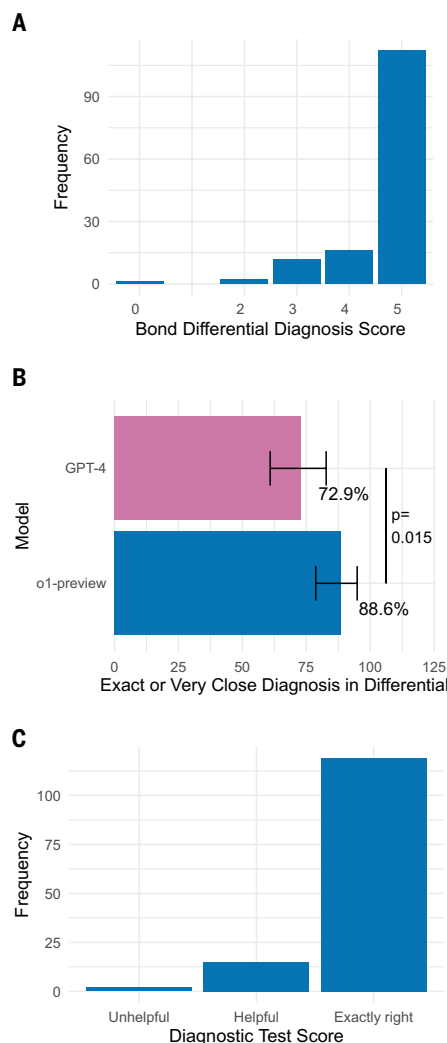 A
90
60
30
0
Frequency
0 2 3 4 5
Bond Differential Diagnosis Score
B
Model
GPT-4
72.9%
p=
0.015
o1-preview
88.6%
0 25 50 75 100 125
Exact or Very Close Diagnosis in Differential
C
100
75
50
25
0
Frequency
Unhelpful Helpful Exactly right
Diagnostic Test Score